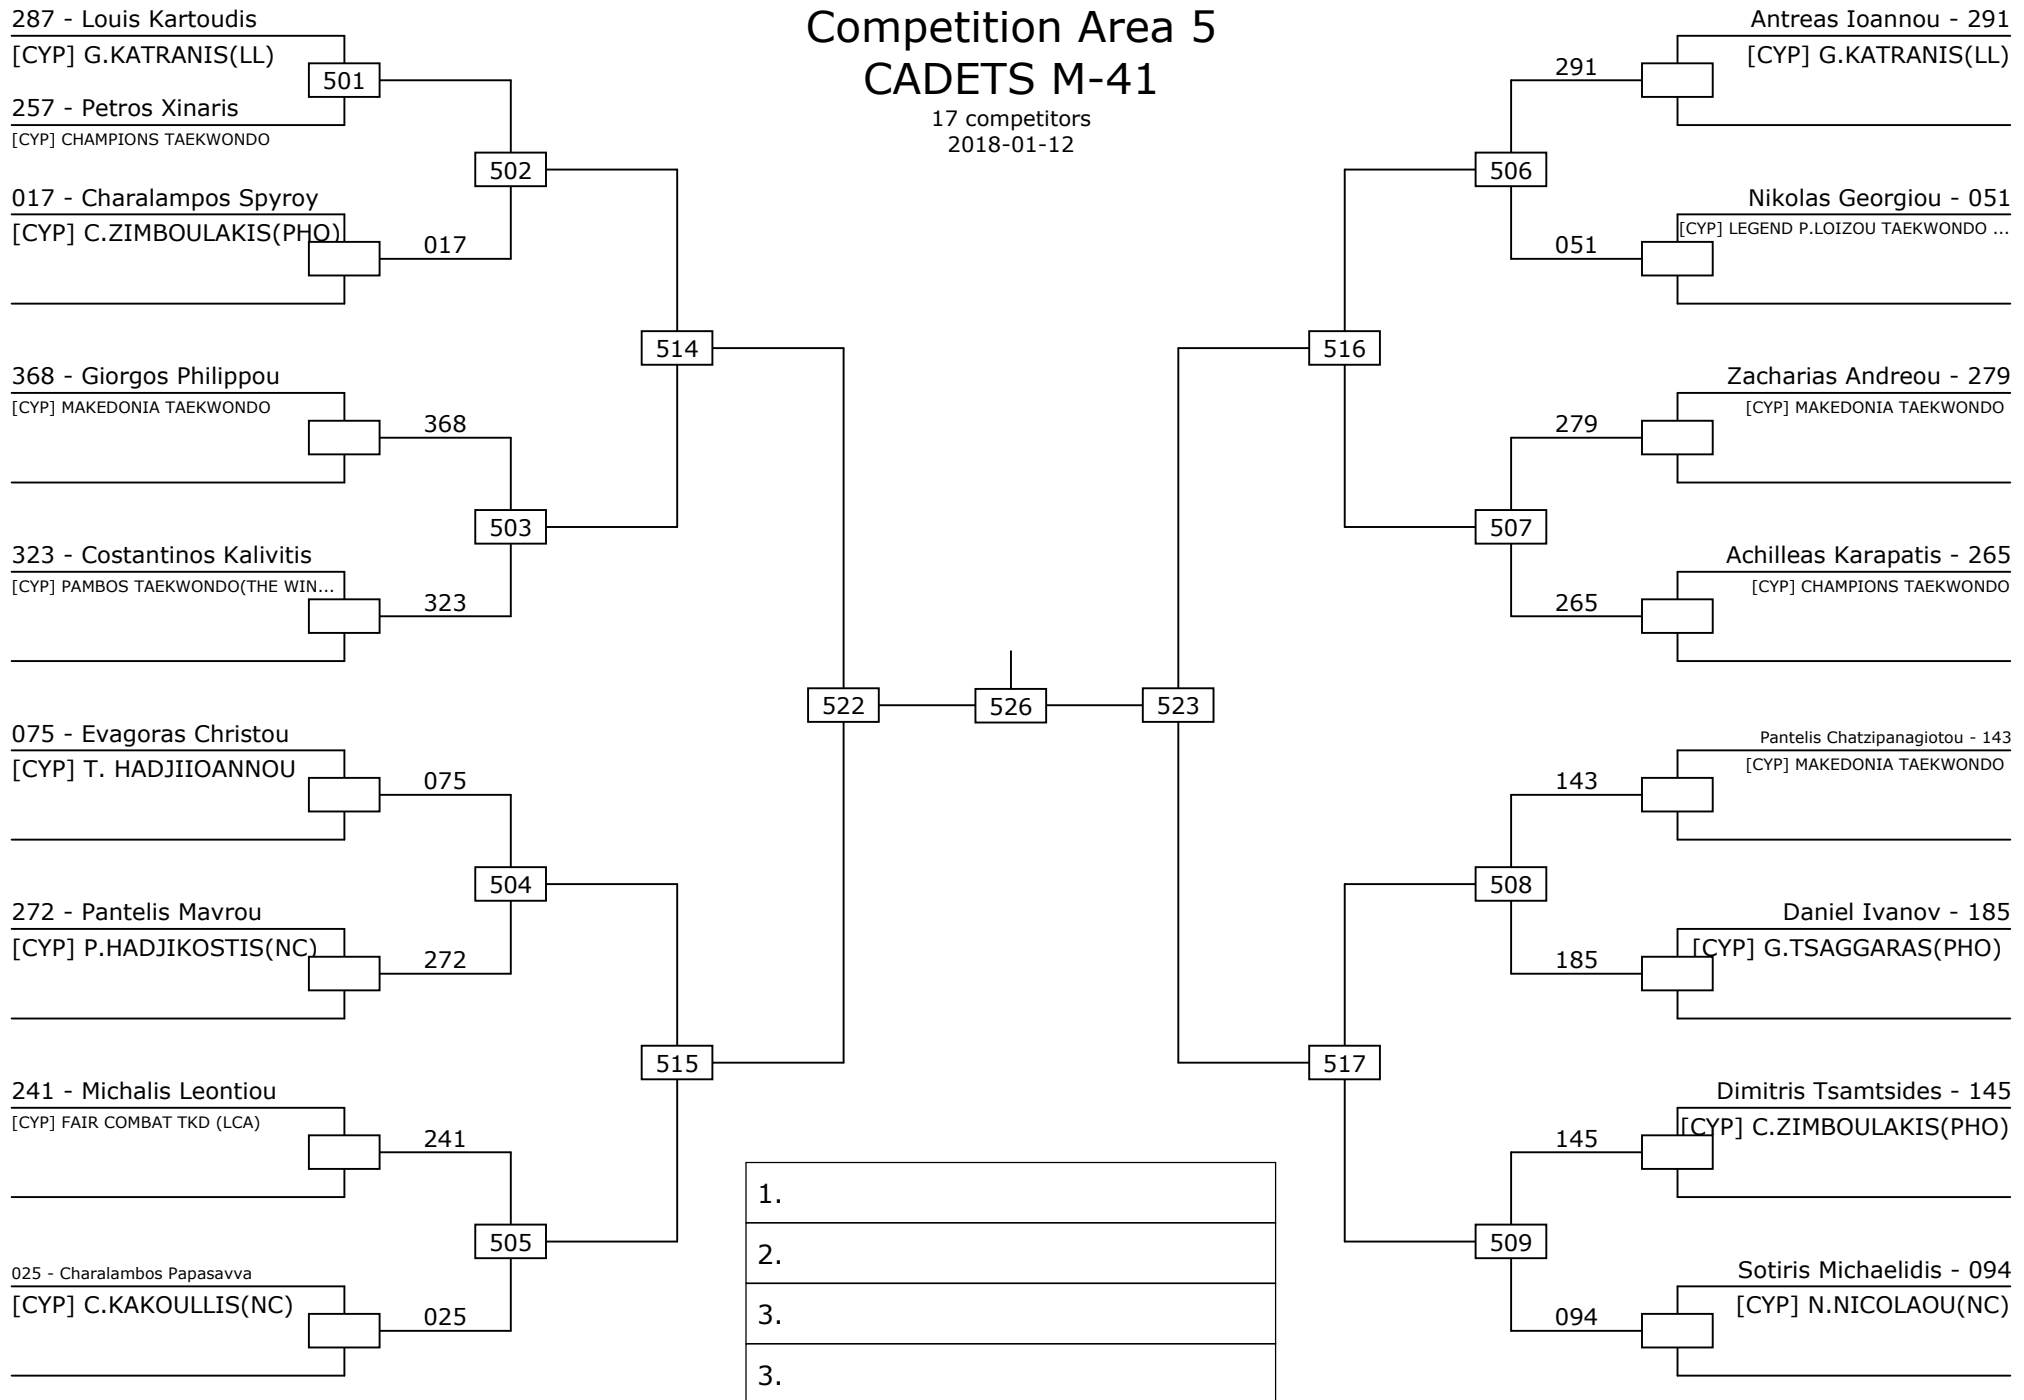 Competition Area 5
CADETS M-41
17 competitors
2018-01-12
287 - Louis Kartoudis
[CYP] G.KATRANIS(LL)
501
257 - Petros Xinaris
[CYP] CHAMPIONS TAEKWONDO
502
017 - Charalampos Spyroy
[CYP] C.ZIMBOULAKIS(PHO)
017
514
368 - Giorgos Philippou
[CYP] MAKEDONIA TAEKWONDO
368
503
323 - Costantinos Kalivitis
[CYP] PAMBOS TAEKWONDO(THE WIN...
323
522
526
523
075 - Evagoras Christou
[CYP] T. HADJIIOANNOU
075
504
272 - Pantelis Mavrou
[CYP] P.HADJIKOSTIS(NC)
272
515
241 - Michalis Leontiou
[CYP] FAIR COMBAT TKD (LCA)
241
505
025 - Charalambos Papasavva
[CYP] C.KAKOULLIS(NC)
025
Antreas Ioannou - 291
[CYP] G.KATRANIS(LL)
291
506
Nikolas Georgiou - 051
[CYP] LEGEND P.LOIZOU TAEKWONDO ...
051
516
Zacharias Andreou - 279
[CYP] MAKEDONIA TAEKWONDO
279
507
Achilleas Karapatis - 265
[CYP] CHAMPIONS TAEKWONDO
265
Pantelis Chatzipanagiotou - 143
[CYP] MAKEDONIA TAEKWONDO
143
508
Daniel Ivanov - 185
[CYP] G.TSAGGARAS(PHO)
185
517
Dimitris Tsamtsides - 145
[CYP] C.ZIMBOULAKIS(PHO)
145
509
Sotiris Michaelidis - 094
[CYP] N.NICOLAOU(NC)
094
1.
2.
3.
3.